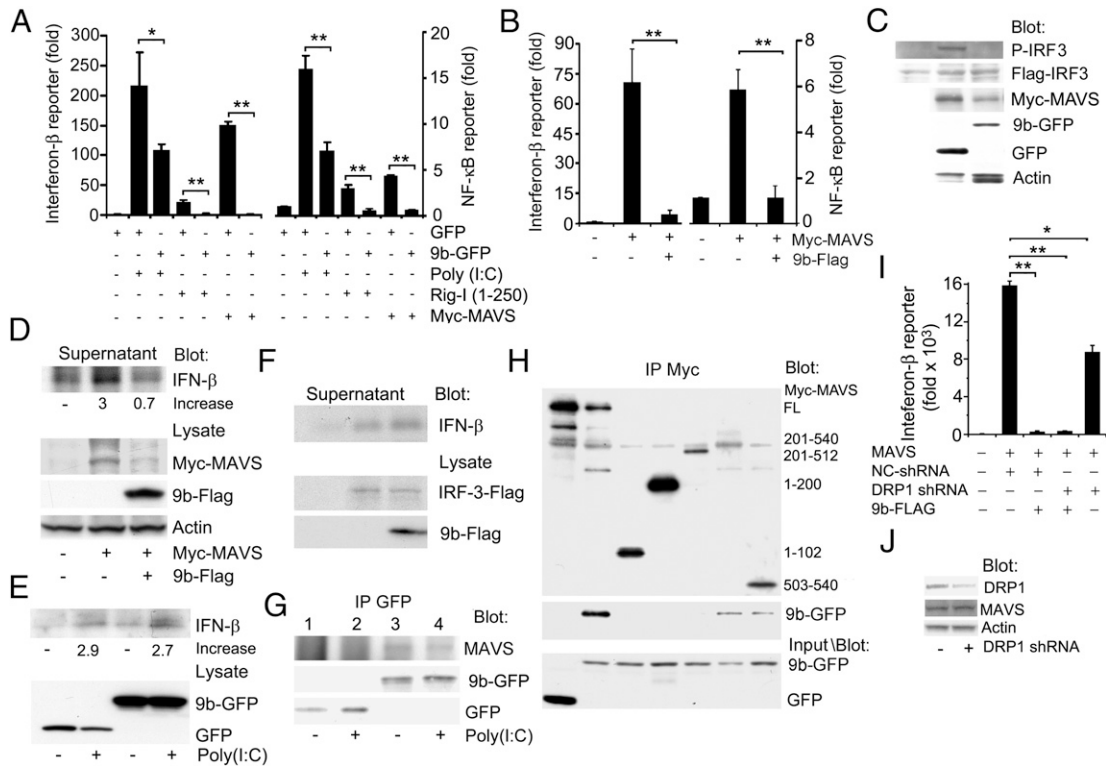 A
Interferon-β reporter (fold)
300
250
200
150
100
50
0
* ** ** ** ** ** **
20
15
10
5
0
NF-κB reporter (fold)
+ - + - + - + - + - + - + - GFP
9b-GFP
Poly (I:C)
Rig-I (1-250)
Myc-MAVS
B
Interferon-β reporter (fold)
90
75
60
45
30
15
0
** **
8
6
4
2
0
NF-κB reporter (fold)
- + + - + + Myc-MAVS
- - + - - + 9b-Flag
C
Blot:
P-IRF3
Flag-IRF3
Myc-MAVS
9b-GFP
GFP
Actin
D
Supernatant Blot:
IFN-β
- 3 0.7 Increase
Lysate
Myc-MAVS
9b-Flag
Actin
- + + Myc-MAVS
- - + 9b-Flag
E
IFN-β
- 2.9 - 2.7 Increase
Lysate
9b-GFP
GFP
- + - + Poly(I:C)
F
Supernatant Blot:
IFN-β
Lysate
IRF-3-Flag
9b-Flag
G
IP GFP
1 2 3 4 Blot:
MAVS
9b-GFP
GFP
- + - + Poly(I:C)
H
IP Myc
Blot:
Myc-MAVS
FL
201-540
201-512
1-200
1-102
503-540
9b-GFP
Input\Blot:
9b-GFP
GFP
I
Inteferon-β reporter
(fold x 10³)
16
12
8
4
0
*
**
**
- + + + + MAVS
- + + - - NC-shRNA
- - - + + DRP1 shRNA
- - + + - 9b-FLAG
J
Blot:
DRP1
MAVS
Actin
- + DRP1 shRNA